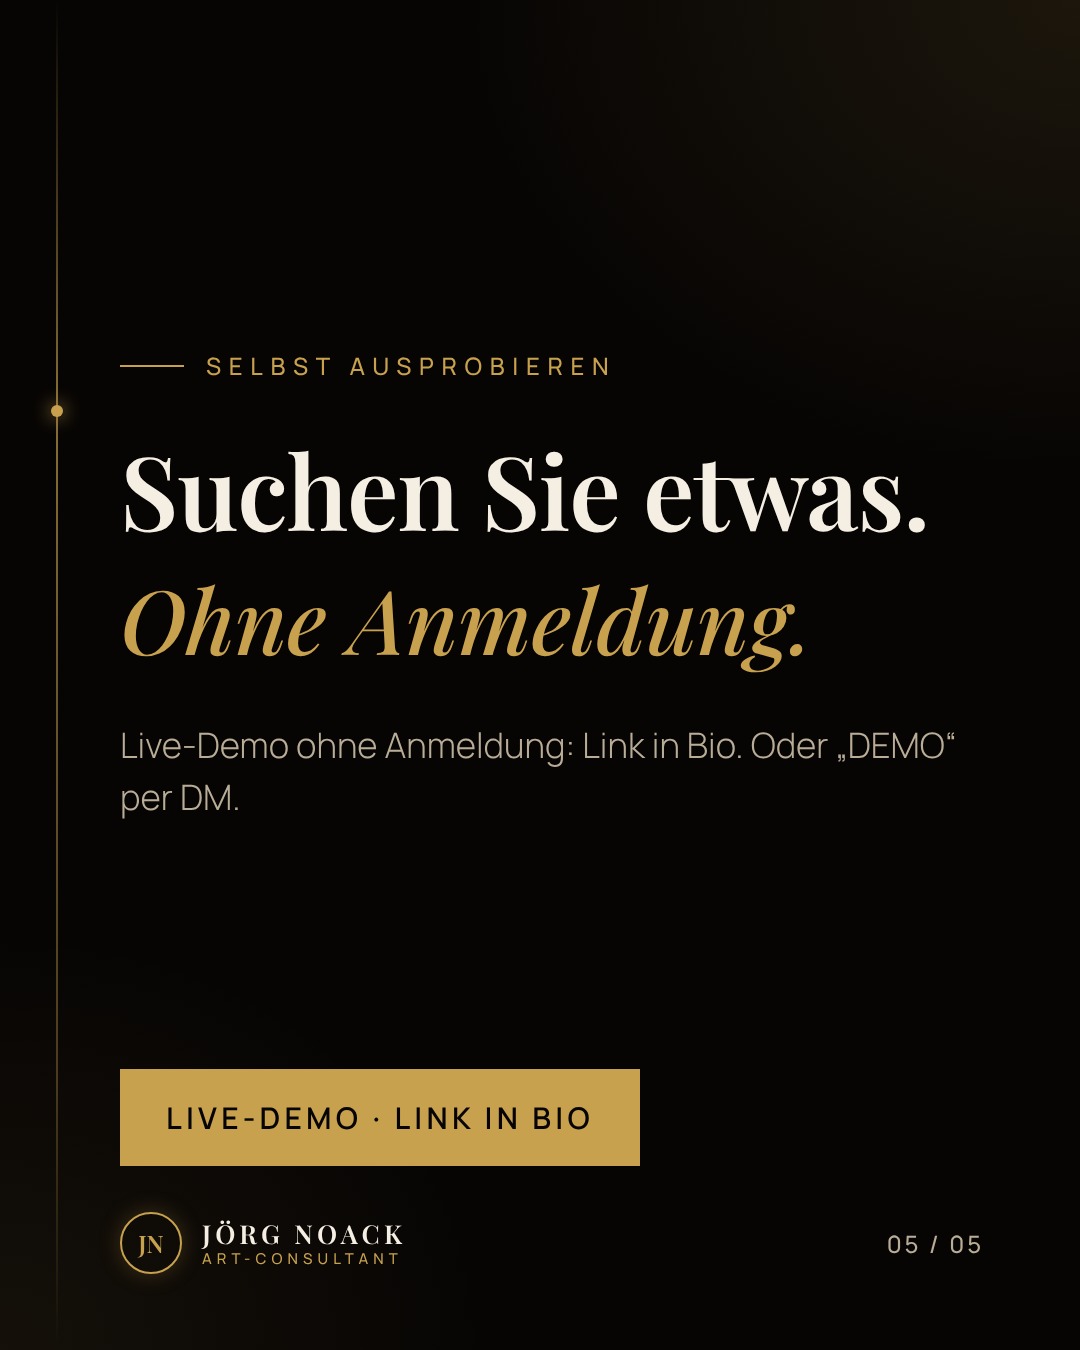 SELBST AUSPROBIEREN
Suchen Sie etwas.
Ohne Anmeldung.
Live-Demo ohne Anmeldung: Link in Bio. Oder „DEMO“
per DM.
LIVE-DEMO · LINK IN BIO
JN
JÖRG NOACK
ART-CONSULTANT
05 / 05